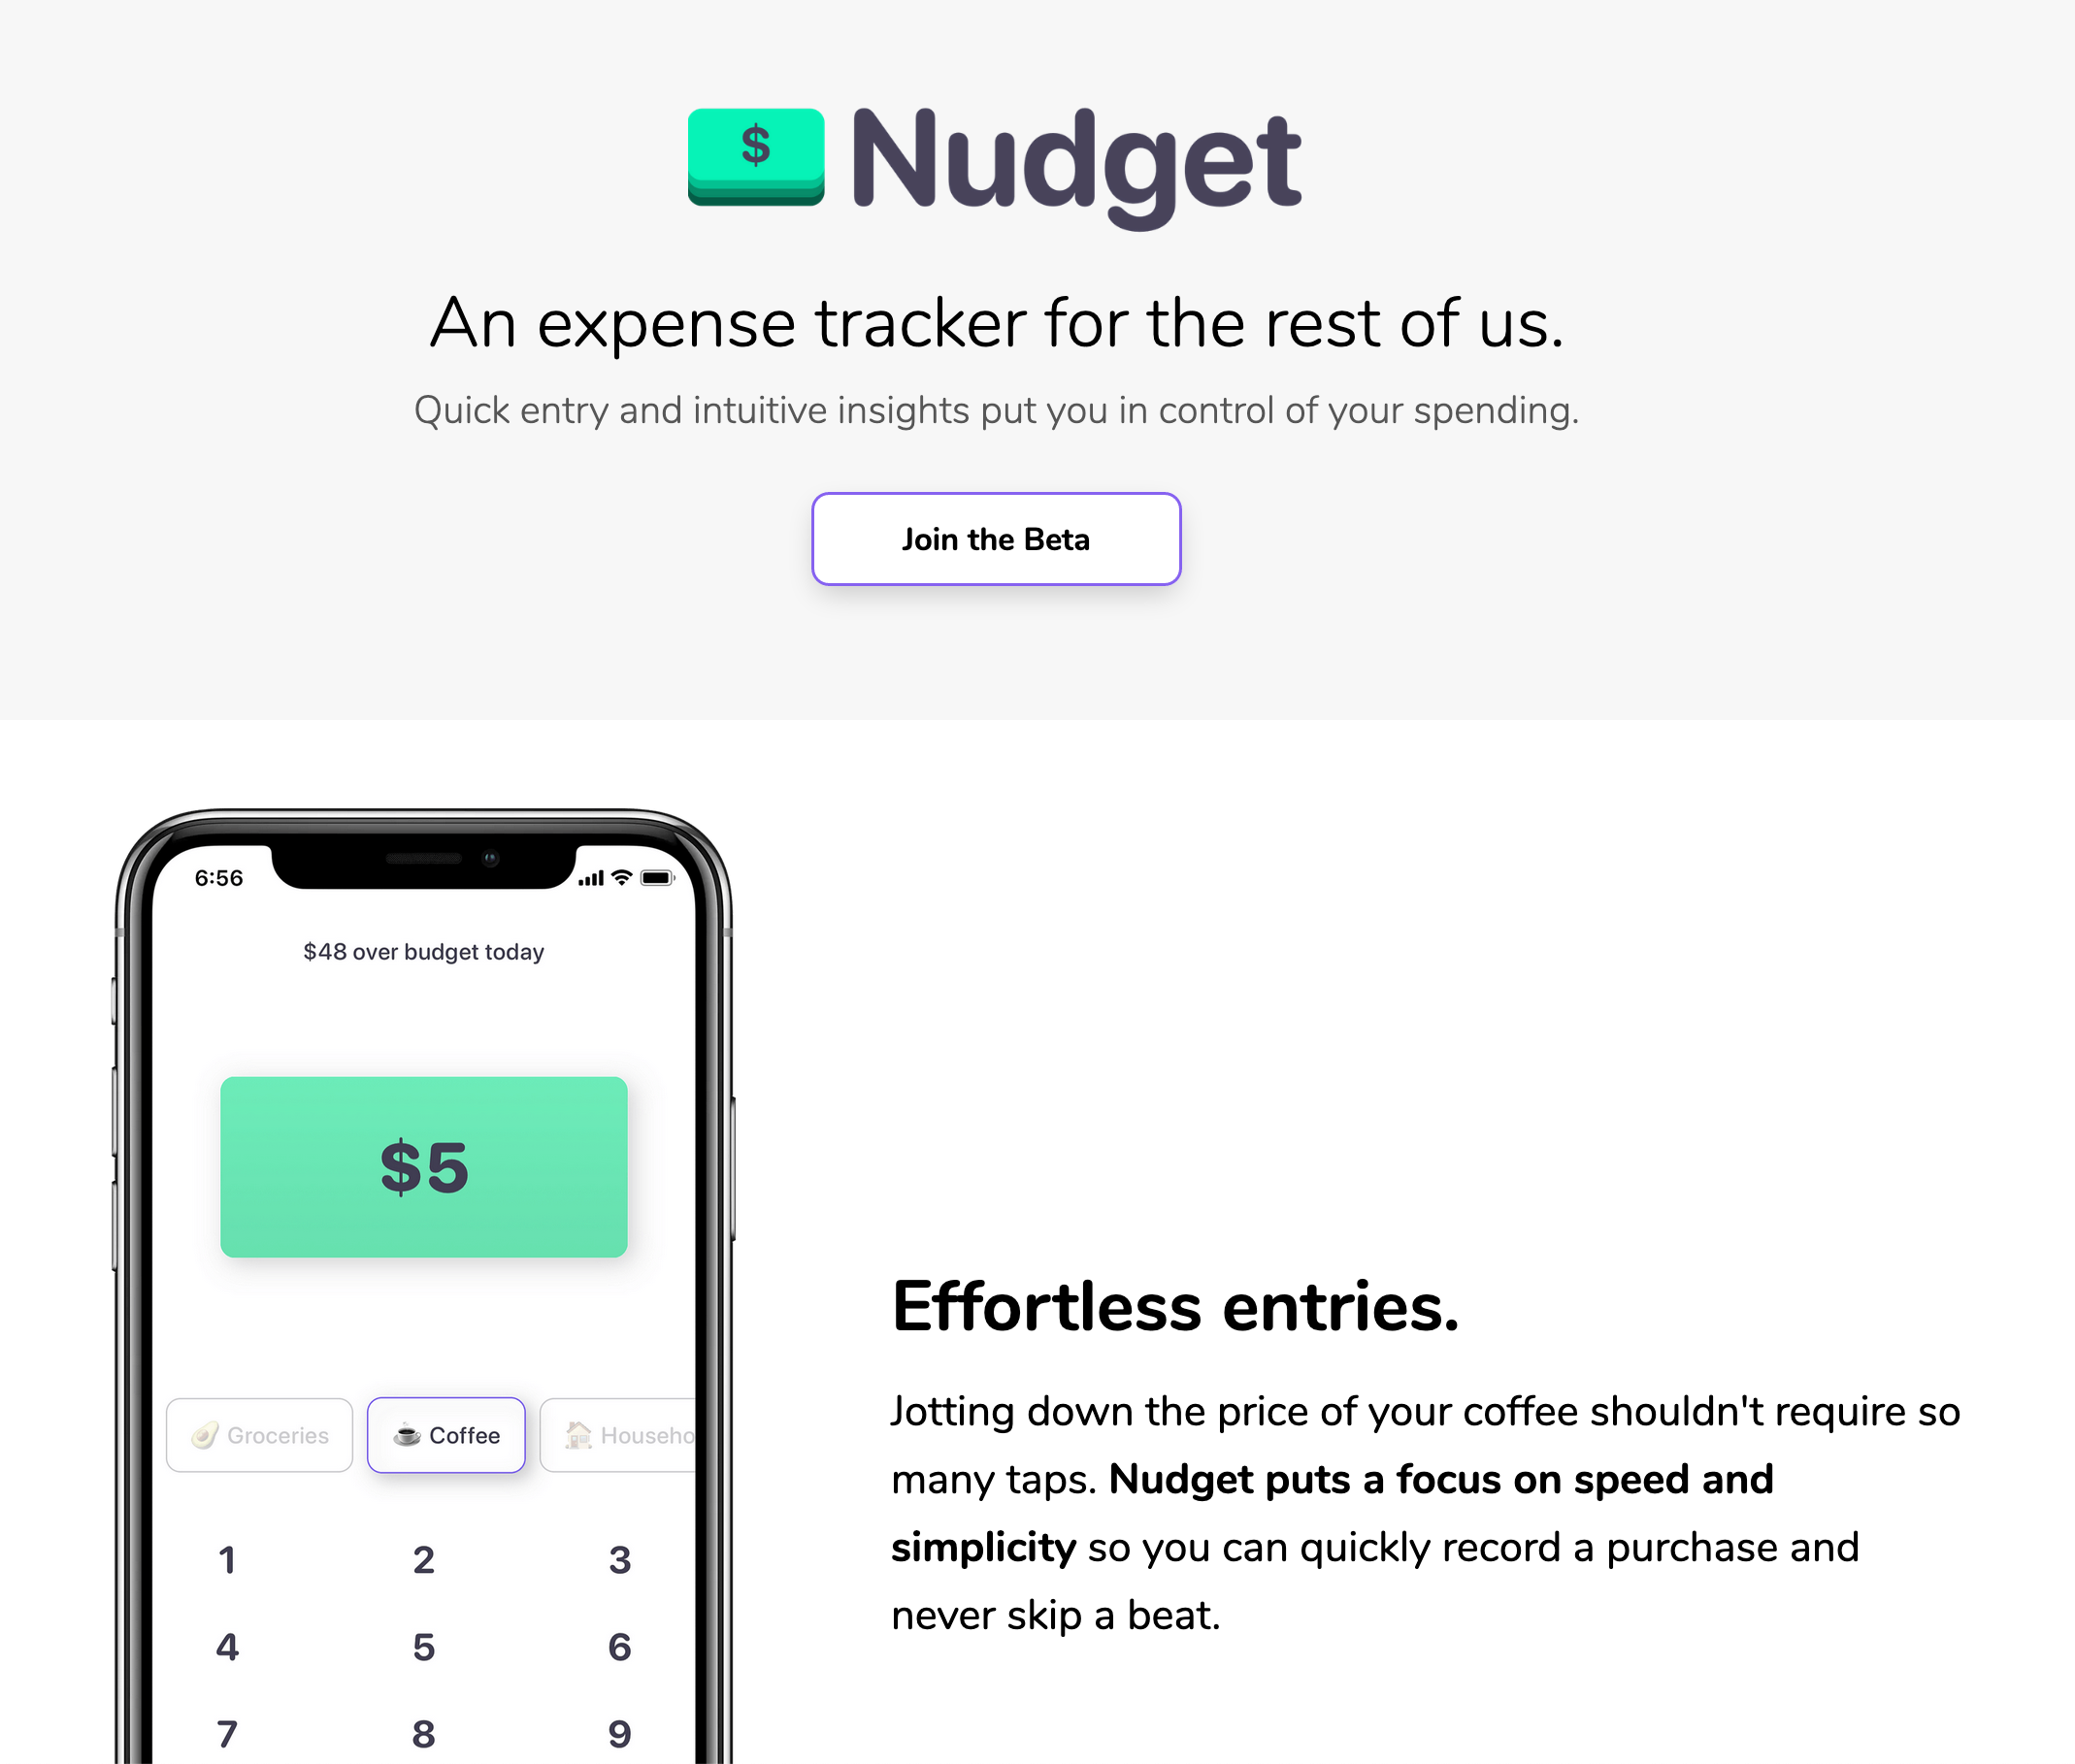 $ Nudget
An expense tracker for the rest of us.
Quick entry and intuitive insights put you in control of your spending.
Join the Beta
6:56
$48 over budget today
$5
Groceries Coffee Househo
1 2 3
4 5 6
7 8 9
Effortless entries.
Jotting down the price of your coffee shouldn't require so
many taps. Nudget puts a focus on speed and
simplicity so you can quickly record a purchase and
never skip a beat.